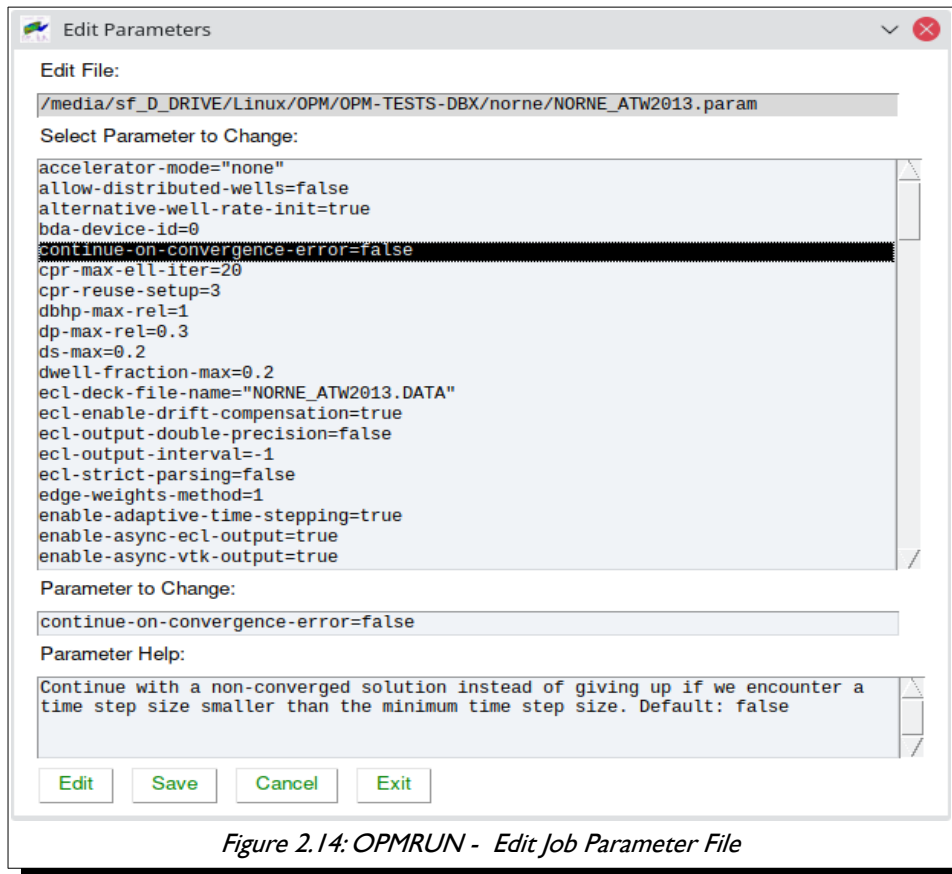 Edit Parameters
Edit File:
/media/sf_D_DRIVE/Linux/OPM/OPM-TESTS-DBX/norne/NORNE_ATW2013.param
Select Parameter to Change:
accelerator-mode="none"
allow-distributed-wells=false
alternative-well-rate-init=true
bda-device-id=0
continue-on-convergence-error=false
cpr-max-ell-iter=20
cpr-reuse-setup=3
dbhp-max-rel=1
dp-max-rel=0.3
ds-max=0.2
dwell-fraction-max=0.2
ecl-deck-file-name="NORNE_ATW2013.DATA"
ecl-enable-drift-compensation=true
ecl-output-double-precision=false
ecl-output-interval=-1
ecl-strict-parsing=false
edge-weights-method=1
enable-adaptive-time-stepping=true
enable-async-ecl-output=true
enable-async-vtk-output=true
Parameter to Change:
continue-on-convergence-error=false
Parameter Help:
Continue with a non-converged solution instead of giving up if we encounter a
time step size smaller than the minimum time step size. Default: false
Edit Save Cancel Exit
Figure 2.14: OPMRUN - Edit Job Parameter File